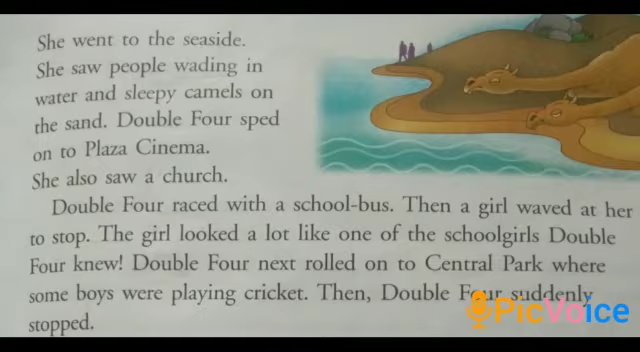 She went to the seaside.
She saw people wading in
water and sleepy camels on
the sand. Double Four sped
on to Plaza Cinema.
She also saw a church.
Double Four raced with a school-bus. Then a girl waved at her
to stop. The girl looked a lot like one of the schoolgirls Double
Four knew! Double Four next rolled on to Central Park where
some boys were playing cricket. Then, Double Four suddenly
stopped.
PicVoice